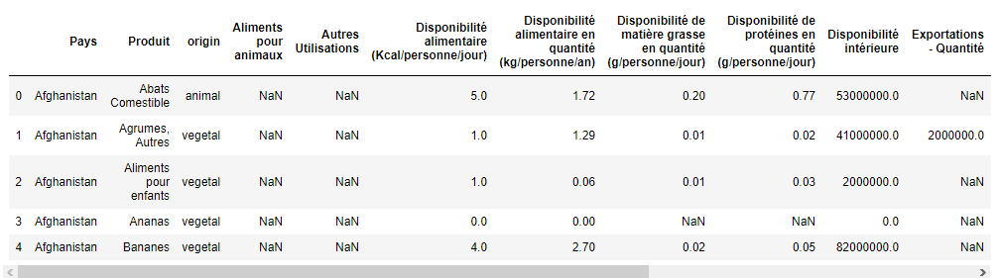 Pays Produit origin Aliments pour animaux Autres Utilisations Disponibilité alimentaire (Kcal/personne/jour) Disponibilité alimentaire en quantité (kg/personne/an) Disponibilité de matière grasse en quantité (g/personne/jour) Disponibilité de protéines en quantité (g/personne/jour) Disponibilité intérieure Exportations - Quantité
0 Afghanistan Abats Comestible animal NaN NaN 5.0 1.72 0.20 0.77 53000000.0 NaN
1 Afghanistan Agrumes, Autres vegetal NaN NaN 1.0 1.29 0.01 0.02 41000000.0 2000000.0
2 Afghanistan Aliments pour enfants vegetal NaN NaN 1.0 0.06 0.01 0.03 2000000.0 NaN
3 Afghanistan Ananas vegetal NaN NaN 0.0 0.00 NaN NaN 0.0 NaN
4 Afghanistan Bananes vegetal NaN NaN 4.0 2.70 0.02 0.05 82000000.0 NaN